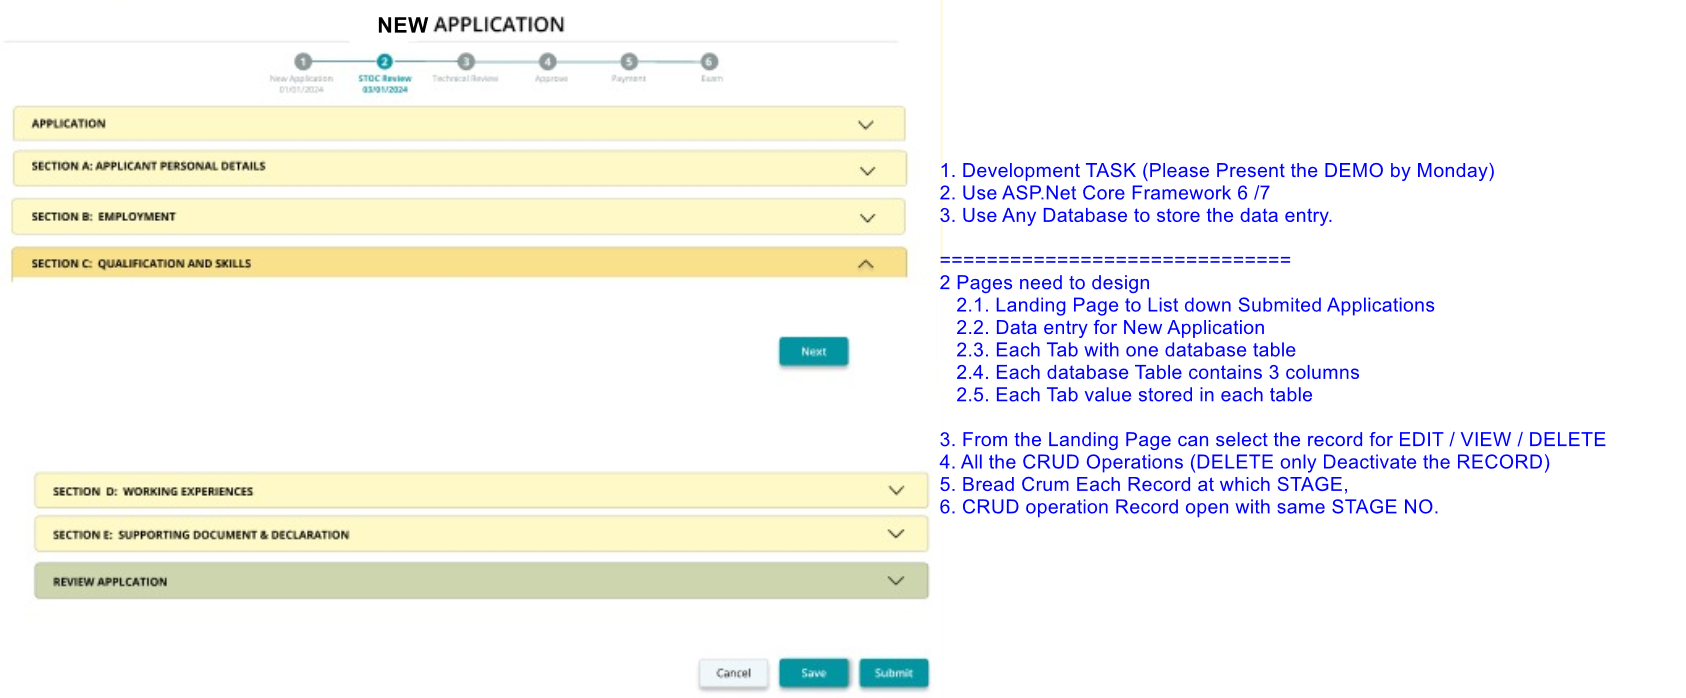 NEW APPLICATION
1 2 3 4 5 6
New Application STOC Review Technical Review Approve Payment Exam
01/01/2024 03/01/2024
APPLICATION
SECTION A: APPLICANT PERSONAL DETAILS
SECTION B: EMPLOYMENT
SECTION C: QUALIFICATION AND SKILLS
Next
SECTION D: WORKING EXPERIENCES
SECTION E: SUPPORTING DOCUMENT & DECLARATION
REVIEW APPLCATION
Cancel Save Submit
1. Development TASK (Please Present the DEMO by Monday)
2. Use ASP.Net Core Framework 6 /7
3. Use Any Database to store the data entry.
==============================
2 Pages need to design
2.1. Landing Page to List down Submited Applications
2.2. Data entry for New Application
2.3. Each Tab with one database table
2.4. Each database Table contains 3 columns
2.5. Each Tab value stored in each table
3. From the Landing Page can select the record for EDIT / VIEW / DELETE
4. All the CRUD Operations (DELETE only Deactivate the RECORD)
5. Bread Crum Each Record at which STAGE,
6. CRUD operation Record open with same STAGE NO.